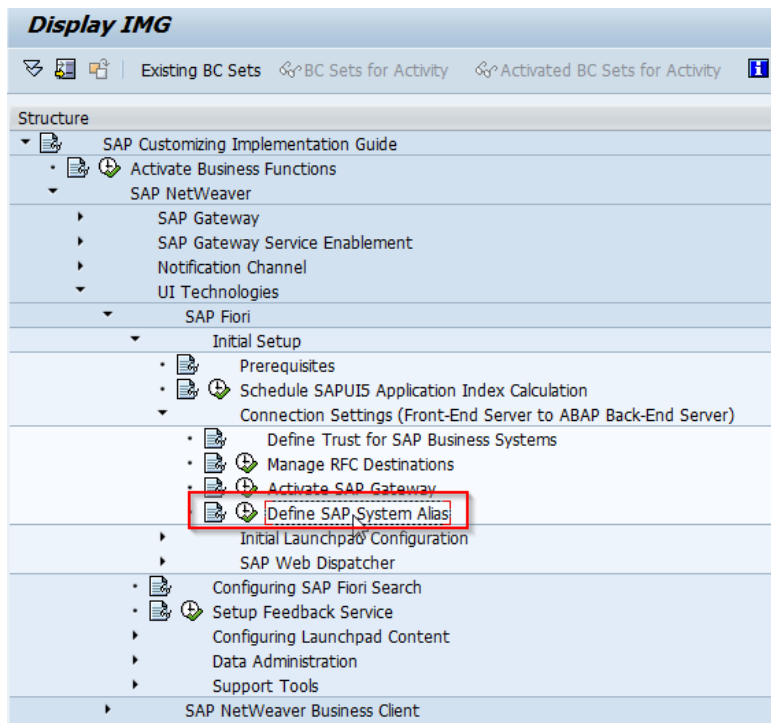 Display IMG
Existing BC Sets BC Sets for Activity Activated BC Sets for Activity
Structure
SAP Customizing Implementation Guide
Activate Business Functions
SAP NetWeaver
SAP Gateway
SAP Gateway Service Enablement
Notification Channel
UI Technologies
SAP Fiori
Initial Setup
Prerequisites
Schedule SAPUI5 Application Index Calculation
Connection Settings (Front-End Server to ABAP Back-End Server)
Define Trust for SAP Business Systems
Manage RFC Destinations
Activate SAP Gateway
Define SAP System Alias
Initial Launchpad Configuration
SAP Web Dispatcher
Configuring SAP Fiori Search
Setup Feedback Service
Configuring Launchpad Content
Data Administration
Support Tools
SAP NetWeaver Business Client